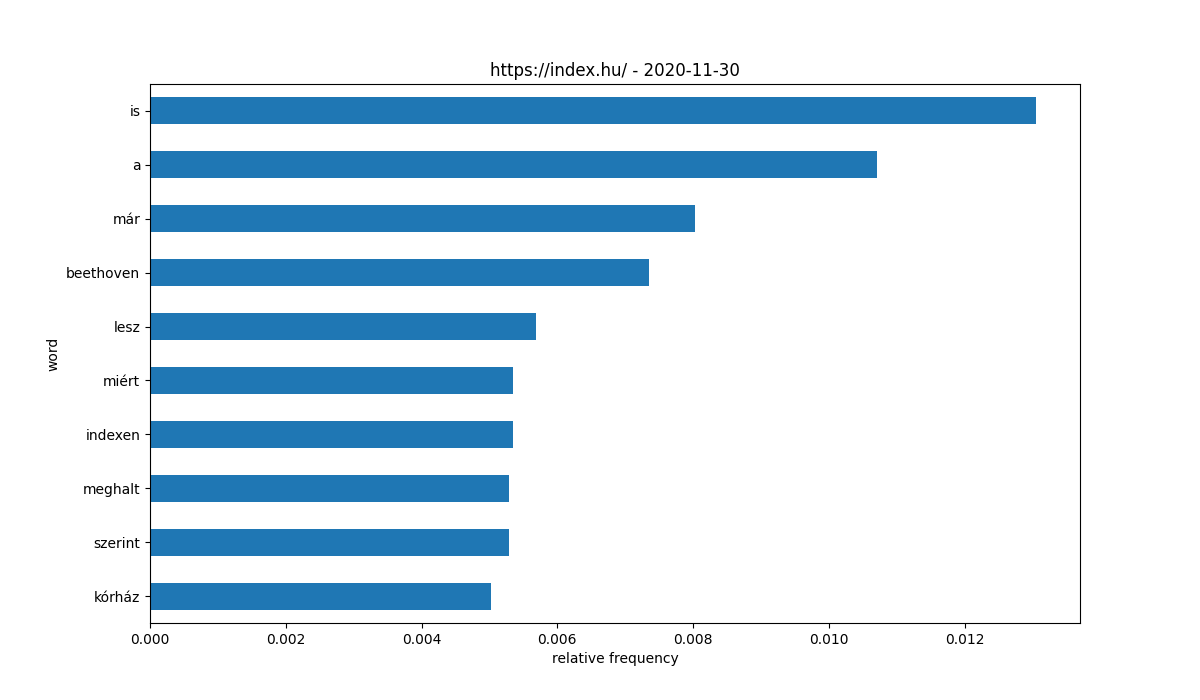 https://index.hu/ - 2020-11-30
is
a
már
beethoven
lesz
miért
indexen
meghalt
szerint
kórház
word
0.000 0.002 0.004 0.006 0.008 0.010 0.012
relative frequency